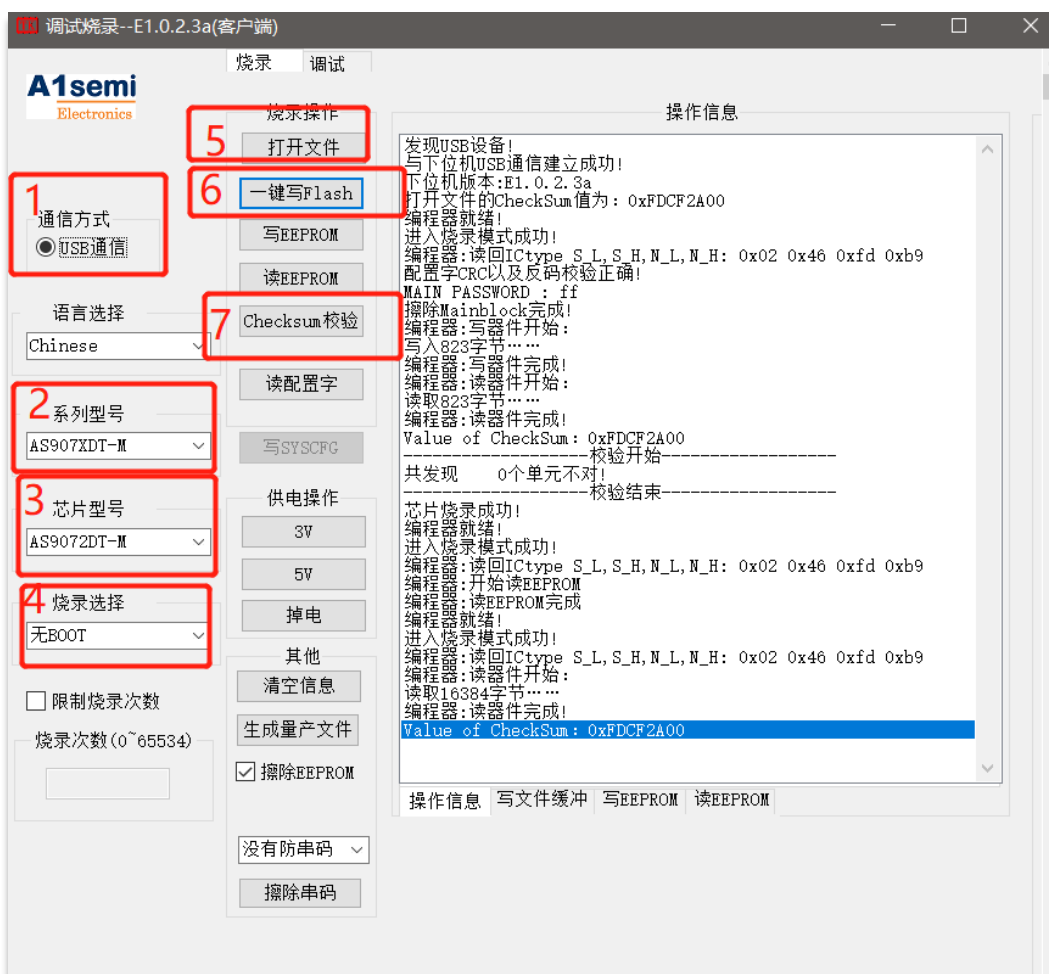 调试烧录--E1.0.2.3a(客户端)
烧录 调试
A1semi
Electronics
1
通信方式
USB通信
语言选择
Chinese
2
系列型号
AS907XDT-M
3
芯片型号
AS9072DT-M
4
烧录选择
无BOOT
限制烧录次数
烧录次数(0~65534)
烧录操作
5
打开文件
6
一键写Flash
写EEPROM
读EEPROM
7
Checksum校验
读配置字
写SYSCFG
供电操作
3V
5V
掉电
其他
清空信息
生成量产文件
擦除EEPROM
没有防串码
擦除串码
操作信息
发现USB设备!
与下位机USB通信建立成功!
下位机版本:E1.0.2.3a
打开文件的CheckSum值为: 0xFDCF2A00
编程器就绪!
进入烧录模式成功!
编程器:读回ICtype S_L,S_H,N_L,N_H: 0x02 0x46 0xfd 0xb9
配置字CRC以及反码校验正确!
MAIN PASSWORD : ff
擦除Mainblock完成!
编程器:写器件开始:
写入823字节……
编程器:写器件完成!
编程器:读器件开始:
读取823字节……
编程器:读器件完成!
Value of CheckSum: 0xFDCF2A00
------------------校验开始------------------
共发现 0个单元不对!
------------------校验结束------------------
芯片烧录成功!
编程器就绪!
进入烧录模式成功!
编程器:读回ICtype S_L,S_H,N_L,N_H: 0x02 0x46 0xfd 0xb9
编程器:开始读EEPROM
编程器:读EEPROM完成
编程器就绪!
进入烧录模式成功!
编程器:读回ICtype S_L,S_H,N_L,N_H: 0x02 0x46 0xfd 0xb9
编程器:读器件开始:
读取16384字节……
编程器:读器件完成!
Value of CheckSum: 0xFDCF2A00
操作信息 写文件缓冲 写EEPROM 读EEPROM